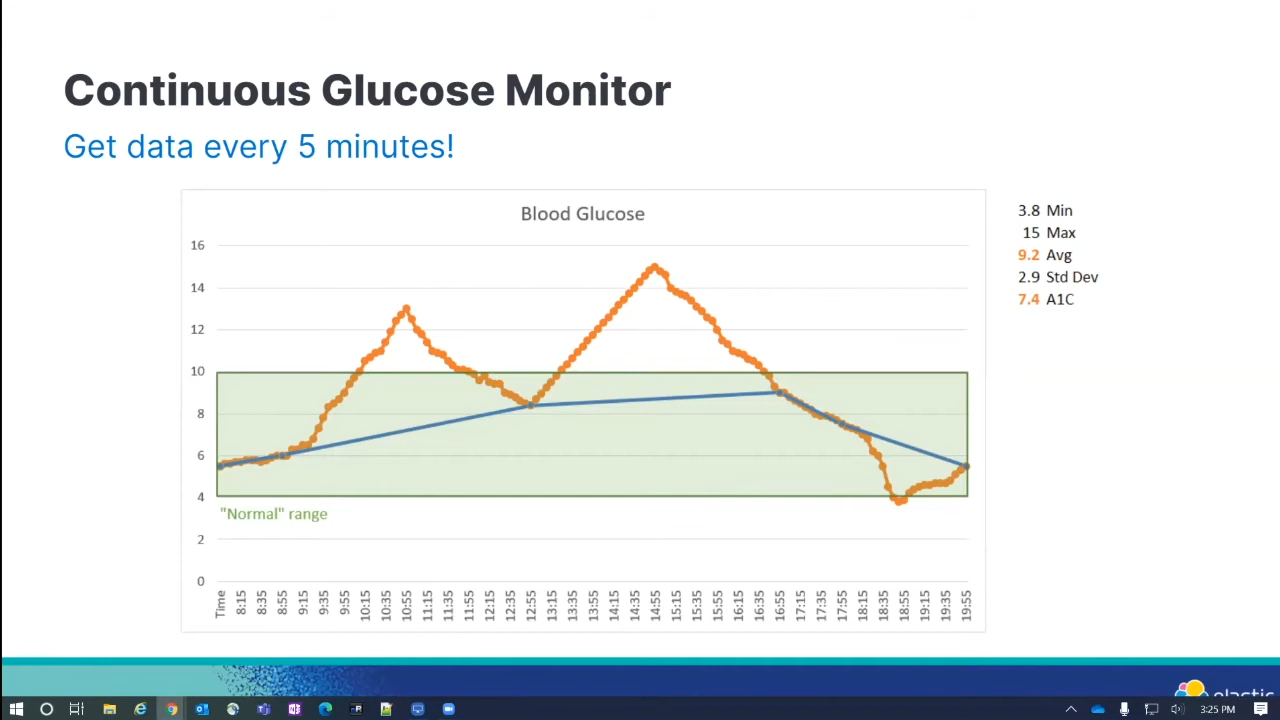 Continuous Glucose Monitor
Get data every 5 minutes!
Blood Glucose
16
14
12
10
8
6
4
2
0
"Normal" range
Time 8:15 8:35 8:55 9:15 9:35 9:55 10:15 10:35 10:55 11:15 11:35 11:55 12:15 12:35 12:55 13:15 13:35 13:55 14:15 14:35 14:55 15:15 15:35 15:55 16:15 16:35 16:55 17:15 17:35 17:55 18:15 18:35 18:55 19:15 19:35 19:55
3.8 Min
15 Max
9.2 Avg
2.9 Std Dev
7.4 A1C
elastic
3:25 PM